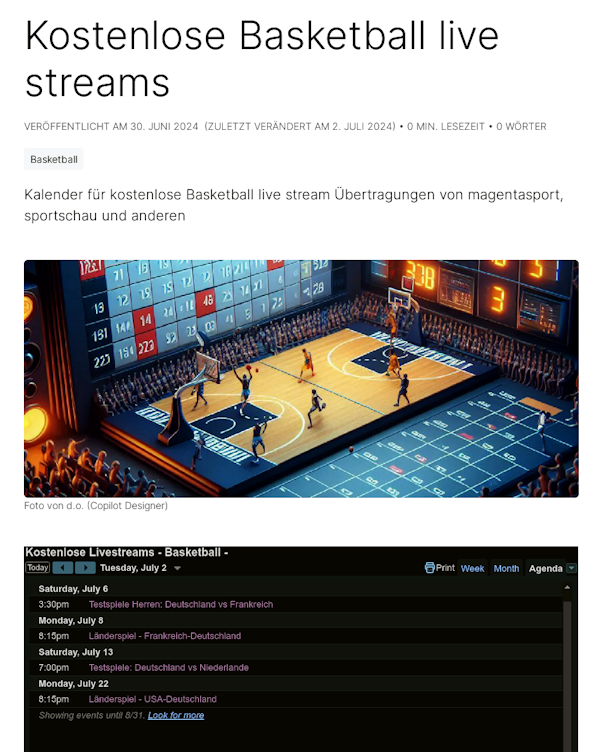 Kostenlose Basketball live
streams
VERÖFFENTLICHT AM 30. JUNI 2024 (ZULETZT VERÄNDERT AM 2. JULI 2024) • 0 MIN. LESEZEIT • 0 WÖRTER
Basketball
Kalender für kostenlose Basketball live stream Übertragungen von magentasport,
sportschau und anderen
Foto von d.o. (Copilot Designer)
Kostenlose Livestreams - Basketball -
Today Tuesday, July 2 Print Week Month Agenda
Saturday, July 6
3:30pm Testspiele Herren: Deutschland vs Frankreich
Monday, July 8
8:15pm Länderspiel - Frankreich-Deutschland
Saturday, July 13
7:00pm Testspiele: Deutschland vs Niederlande
Monday, July 22
8:15pm Länderspiel - USA-Deutschland
Showing events until 8/31. Look for more